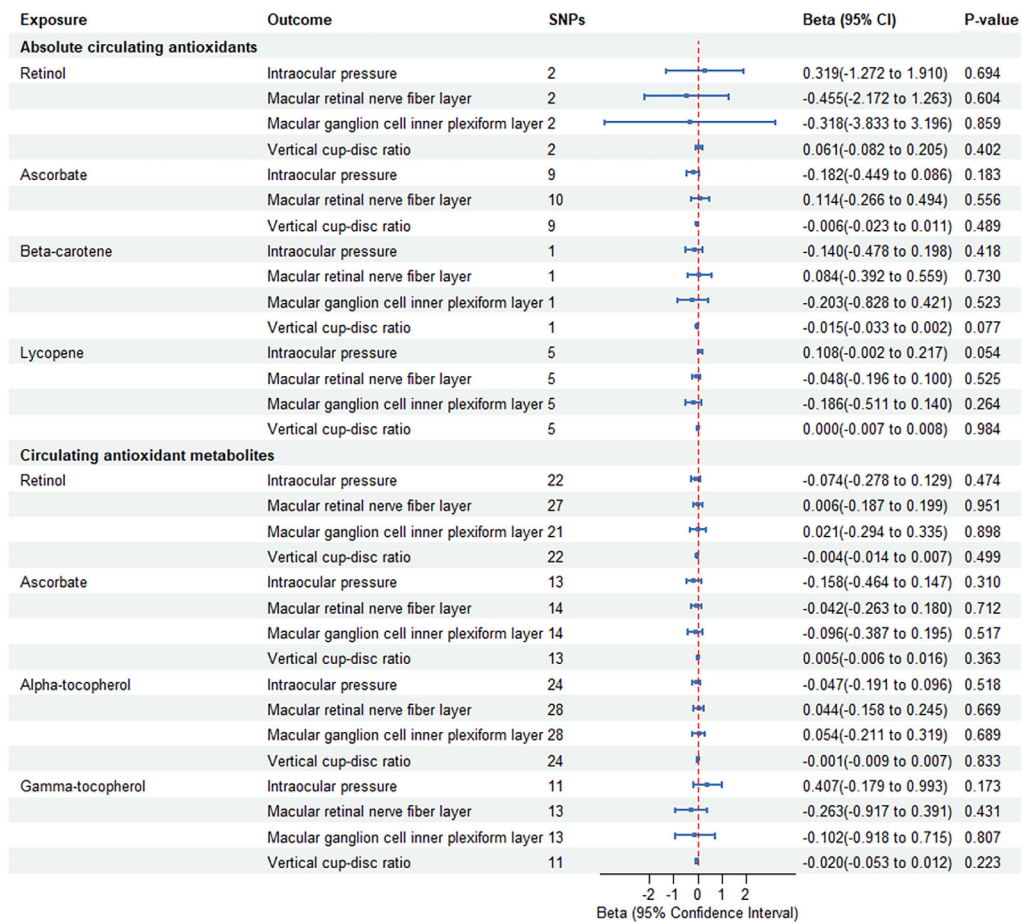 Exposure Outcome SNPs Beta (95% CI) P-value
Absolute circulating antioxidants
Retinol Intraocular pressure 2 0.319(-1.272 to 1.910) 0.694
Macular retinal nerve fiber layer 2 -0.455(-2.172 to 1.263) 0.604
Macular ganglion cell inner plexiform layer 2 -0.318(-3.833 to 3.196) 0.859
Vertical cup-disc ratio 2 0.061(-0.082 to 0.205) 0.402
Ascorbate Intraocular pressure 9 -0.182(-0.449 to 0.086) 0.183
Macular retinal nerve fiber layer 10 0.114(-0.266 to 0.494) 0.556
Vertical cup-disc ratio 9 -0.006(-0.023 to 0.011) 0.489
Beta-carotene Intraocular pressure 1 -0.140(-0.478 to 0.198) 0.418
Macular retinal nerve fiber layer 1 0.084(-0.392 to 0.559) 0.730
Macular ganglion cell inner plexiform layer 1 -0.203(-0.828 to 0.421) 0.523
Vertical cup-disc ratio 1 -0.015(-0.033 to 0.002) 0.077
Lycopene Intraocular pressure 5 0.108(-0.002 to 0.217) 0.054
Macular retinal nerve fiber layer 5 -0.048(-0.196 to 0.100) 0.525
Macular ganglion cell inner plexiform layer 5 -0.186(-0.511 to 0.140) 0.264
Vertical cup-disc ratio 5 0.000(-0.007 to 0.008) 0.984
Circulating antioxidant metabolites
Retinol Intraocular pressure 22 -0.074(-0.278 to 0.129) 0.474
Macular retinal nerve fiber layer 27 0.006(-0.187 to 0.199) 0.951
Macular ganglion cell inner plexiform layer 21 0.021(-0.294 to 0.335) 0.898
Vertical cup-disc ratio 22 -0.004(-0.014 to 0.007) 0.499
Ascorbate Intraocular pressure 13 -0.158(-0.464 to 0.147) 0.310
Macular retinal nerve fiber layer 14 -0.042(-0.263 to 0.180) 0.712
Macular ganglion cell inner plexiform layer 14 -0.096(-0.387 to 0.195) 0.517
Vertical cup-disc ratio 13 0.005(-0.006 to 0.016) 0.363
Alpha-tocopherol Intraocular pressure 24 -0.047(-0.191 to 0.096) 0.518
Macular retinal nerve fiber layer 28 0.044(-0.158 to 0.245) 0.669
Macular ganglion cell inner plexiform layer 28 0.054(-0.211 to 0.319) 0.689
Vertical cup-disc ratio 24 -0.001(-0.009 to 0.007) 0.833
Gamma-tocopherol Intraocular pressure 11 0.407(-0.179 to 0.993) 0.173
Macular retinal nerve fiber layer 13 -0.263(-0.917 to 0.391) 0.431
Macular ganglion cell inner plexiform layer 13 -0.102(-0.918 to 0.715) 0.807
Vertical cup-disc ratio 11 -0.020(-0.053 to 0.012) 0.223
-2 -1 0 1 2
Beta (95% Confidence Interval)